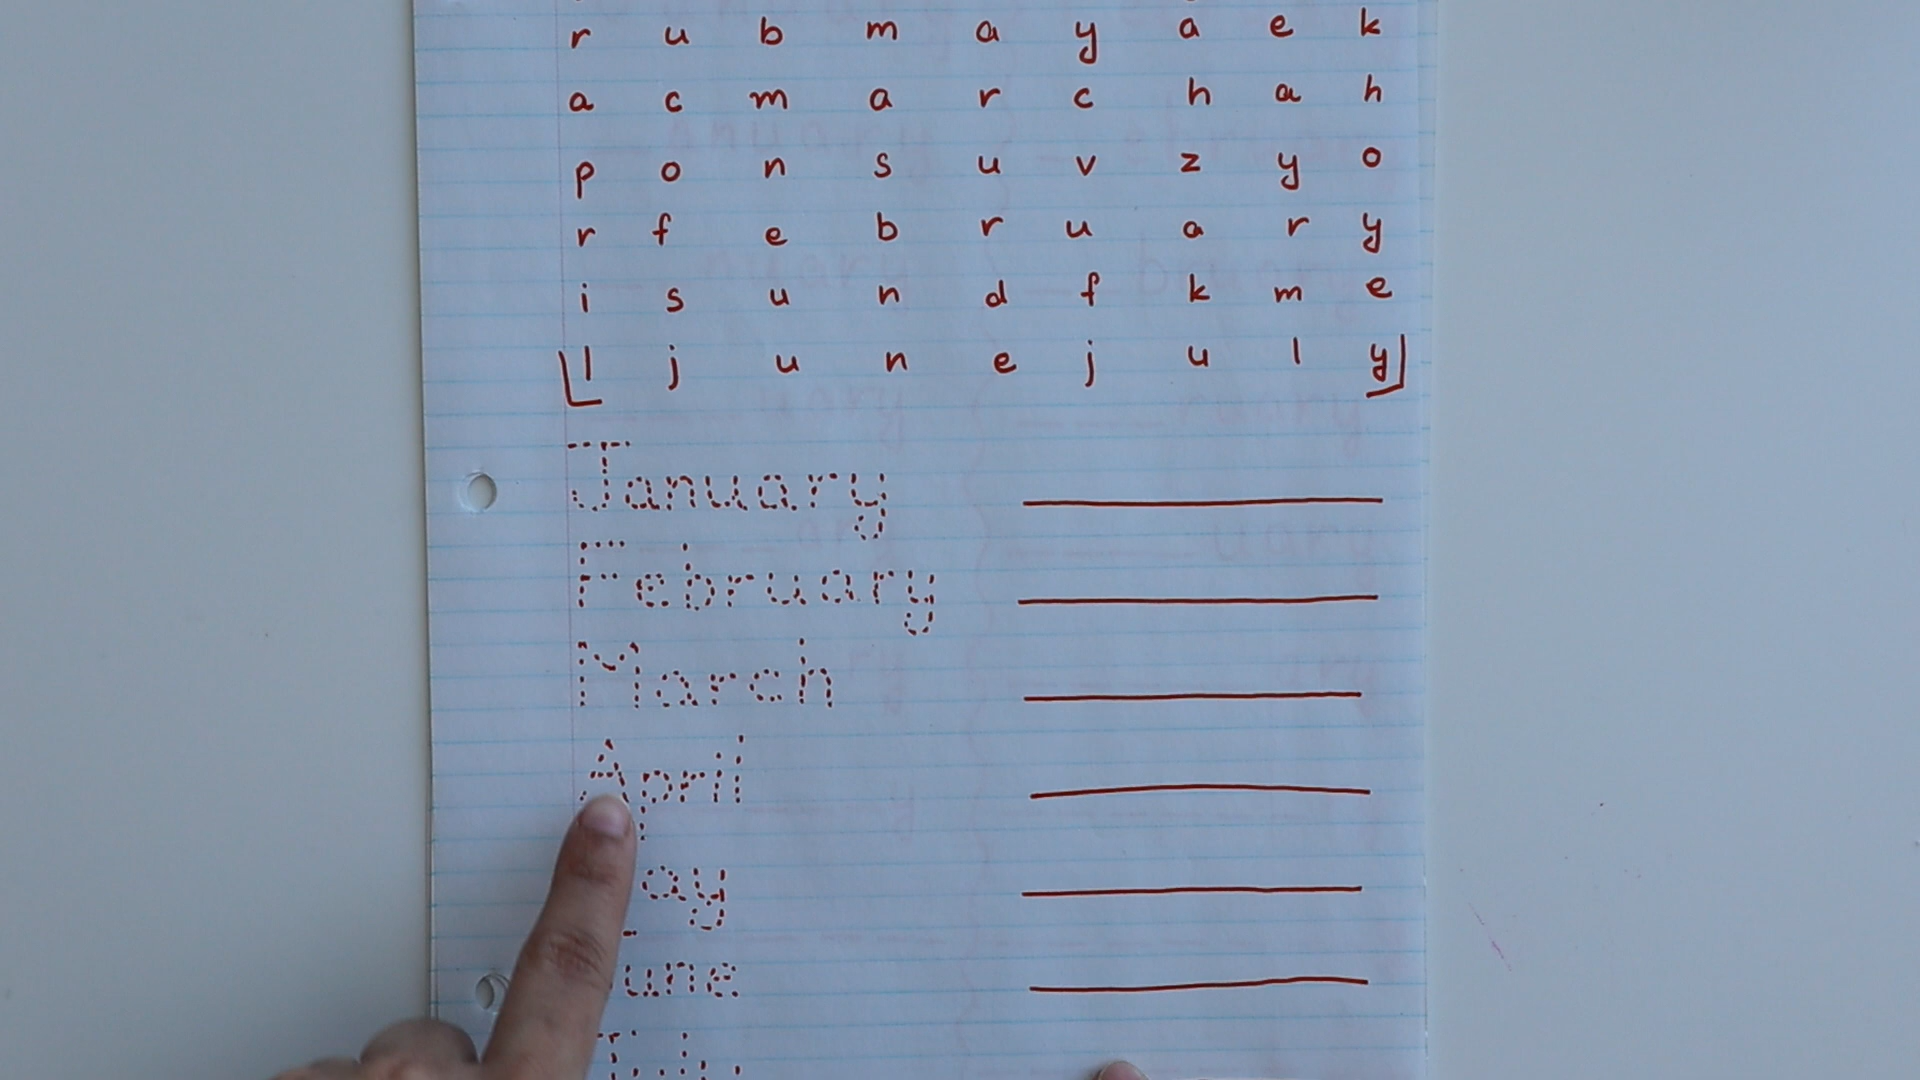 r u b m a y a e k
a c m a r c h a h
p o n s u v z y o
r f e b r u a r y
i s u n d f k m e
l j u n e j u l y
January
February
March
April
ay
une